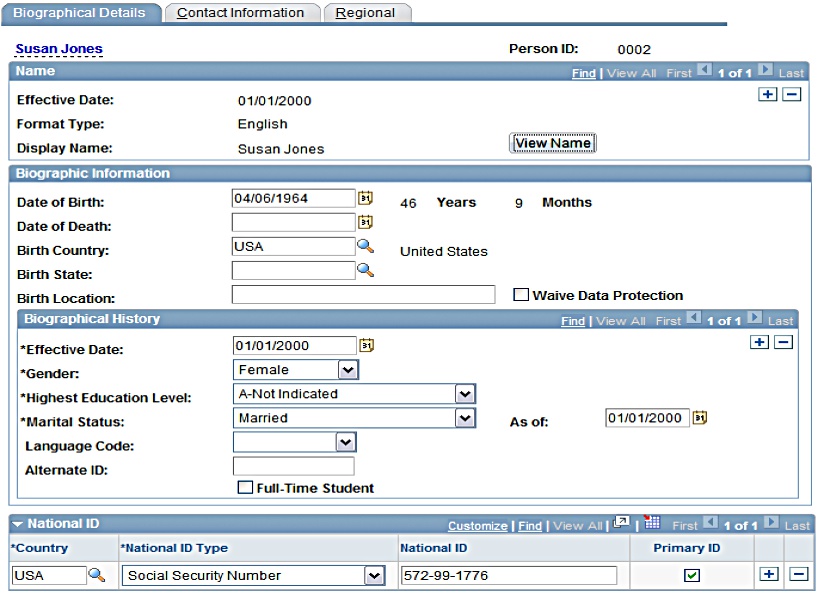 Biographical Details Contact Information Regional
Susan Jones Person ID: 0002
Name Find | View All First 1 of 1 Last
Effective Date: 01/01/2000
Format Type: English
Display Name: Susan Jones View Name
Biographic Information
Date of Birth: 04/06/1964 31 46 Years 9 Months
Date of Death: 31
Birth Country: USA United States
Birth State:
Birth Location: Waive Data Protection
Biographical History Find | View All First 1 of 1 Last
*Effective Date: 01/01/2000 31
*Gender: Female
*Highest Education Level: A-Not Indicated
*Marital Status: Married As of: 01/01/2000 31
Language Code:
Alternate ID:
Full-Time Student
National ID Customize | Find | View All | | First 1 of 1 Last
*Country *National ID Type National ID Primary ID
USA Social Security Number 572-99-1776